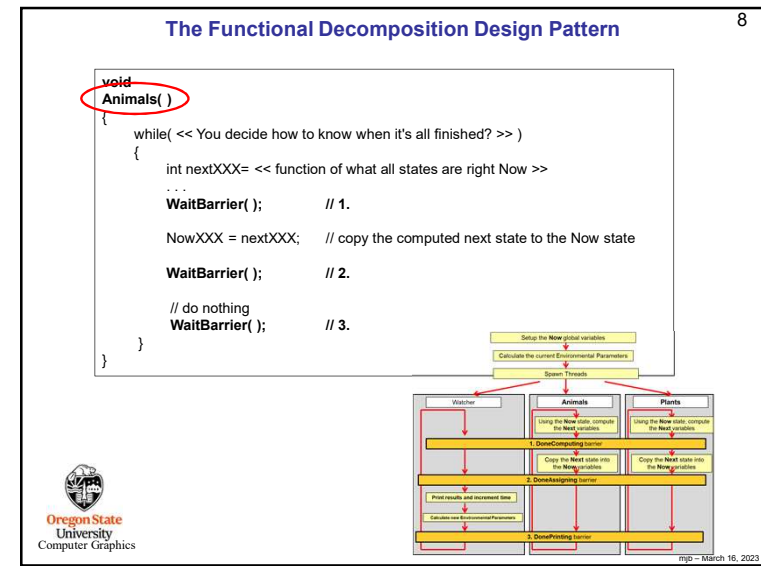 8
The Functional Decomposition Design Pattern
void
Animals( )
{
while( << You decide how to know when it's all finished? >> )
{
int nextXXX= << function of what all states are right Now >>
. . .
WaitBarrier( ); // 1.
NowXXX = nextXXX; // copy the computed next state to the Now state
WaitBarrier( ); // 2.
// do nothing
WaitBarrier( ); // 3.
}
}
Setup the Now global variables
Calculate the current Environmental Parameters
Spawn Threads
Watcher
Animals
Plants
Using the Now state, compute
the Next variables
Using the Now state, compute
the Next variables
1. DoneComputing barrier
Copy the Next state into
the Now variables
Copy the Next state into
the Now variables
2. DoneAssigning barrier
Print results and increment time
Calculate new Environmental Parameters
3. DonePrinting barrier
Oregon State
University
Computer Graphics
mjb – March 16, 2023